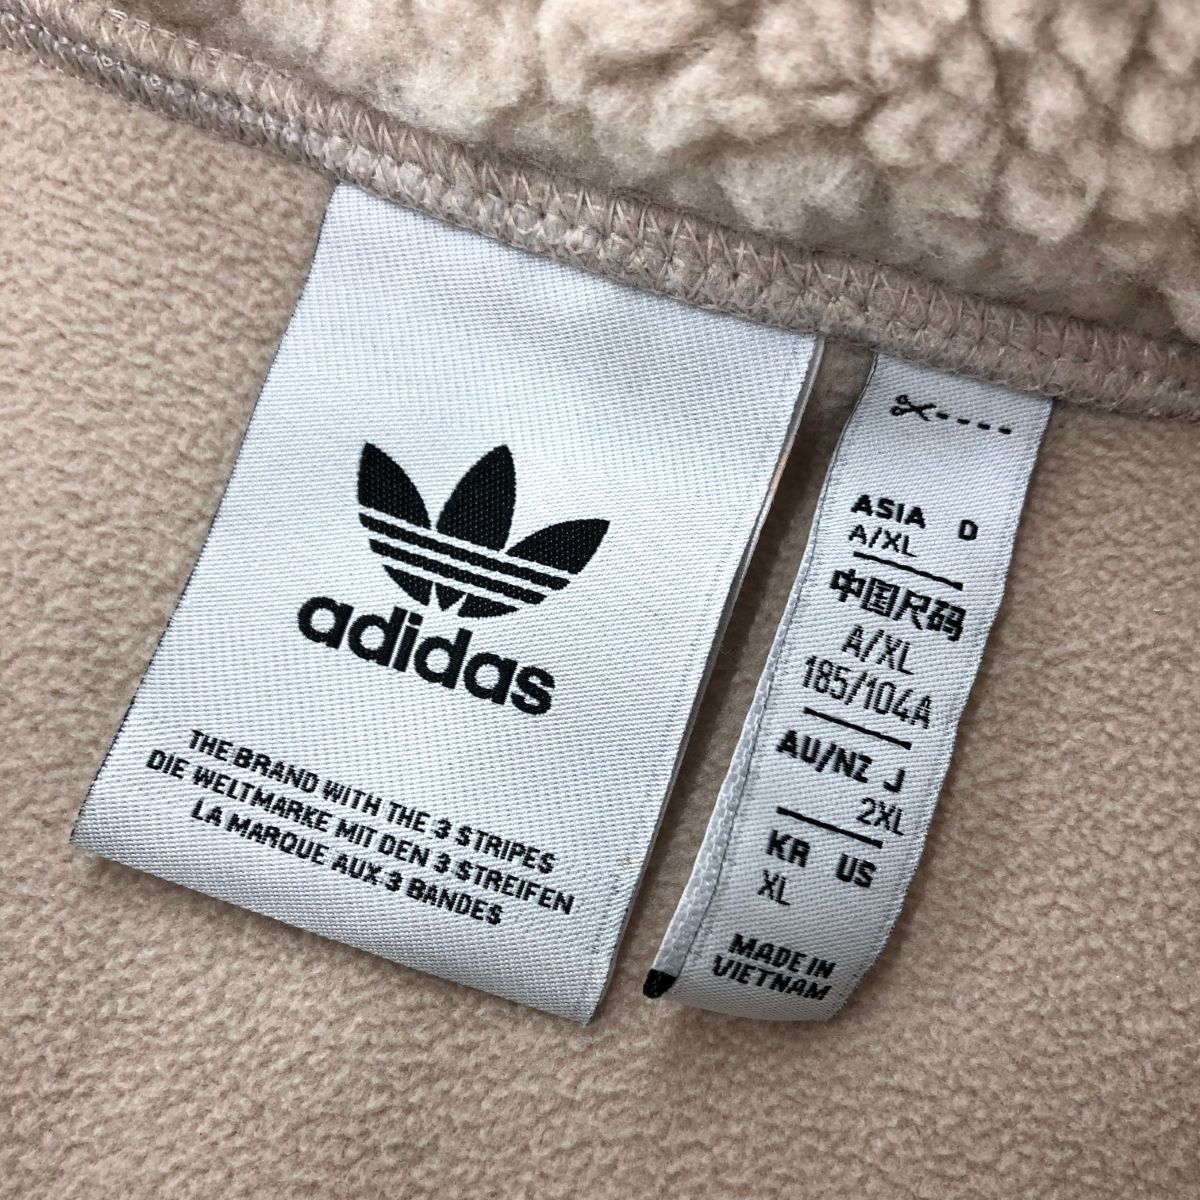 adidas
THE BRAND WITH THE 3 STRIPES
DIE WELTMARKE MIT DEN 3 STREIFEN
LA MARQUE AUX 3 BANDES
ASIA D
A/XL
中国尺码
A/XL
185/104A
AU/NZ J
2XL
KR US
XL
MADE IN
VIETNAM